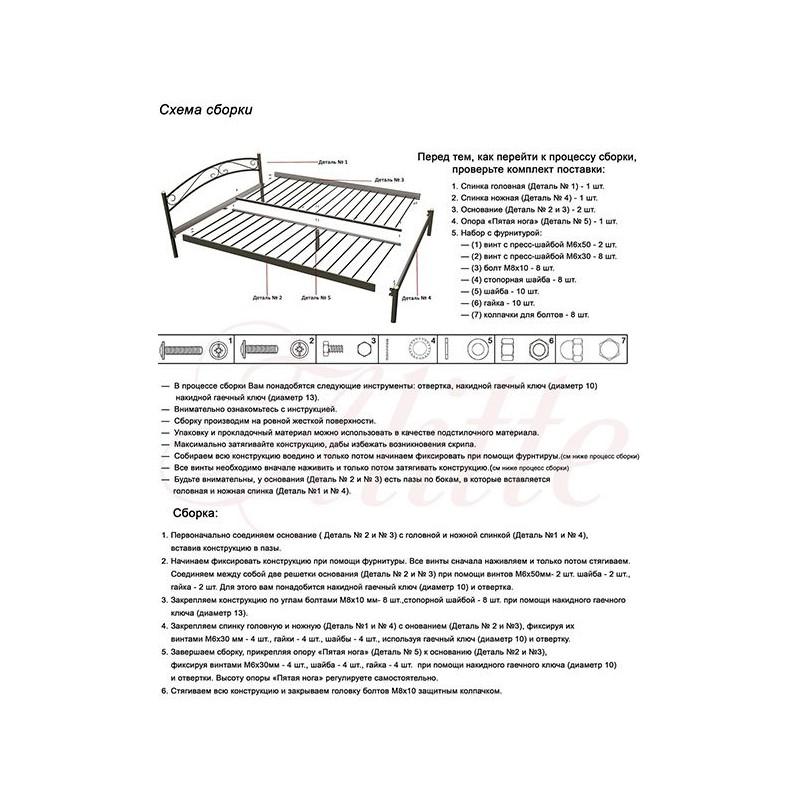 Схема сборки
Деталь № 1
Деталь № 3
Деталь № 2
Деталь № 5
Деталь № 4
Перед тем, как перейти к процессу сборки,
проверьте комплект поставки:
1. Спинка головная (Деталь № 1) - 1 шт.
2. Спинка ножная (Деталь № 4) - 1 шт.
3. Основание (Деталь № 2 и 3) - 2 шт.
4. Опора «Пятая нога» (Деталь № 5) - 1 шт.
5. Набор с фурнитурой:
— (1) винт с пресс-шайбой М6х50 - 2 шт.
— (2) винт с пресс-шайбой М6х30 - 8 шт.
— (3) болт М8х10 - 8 шт.
— (4) стопорная шайба - 8 шт.
— (5) шайба - 10 шт.
— (6) гайка - 10 шт.
— (7) колпачки для болтов - 8 шт.
1 2 3 4 5 6 7
— В процессе сборки Вам понадобятся следующие инструменты: отвертка, накидной гаечный ключ (диаметр 10)
накидной гаечный ключ (диаметр 13).
— Внимательно ознакомьтесь с инструкцией.
— Сборку производим на ровной жесткой поверхности.
— Упаковку и прокладочный материал можно использовать в качестве подстилочного материала.
— Максимально затягивайте конструкцию, дабы избежать возникновения скрипа.
— Собираем всю конструкцию воедино и только потом начинаем фиксировать при помощи фурнтиры.(см ниже процесс сборки)
— Все винты необходимо вначале наживить и только потом затягивать конструкцию.(см ниже процесс сборки)
— Будьте внимательны, у основания (Деталь № 2 и № 3) есть пазы по бокам, в которые вставляется
головная и ножная спинка (Деталь №1 и № 4).
Сборка:
1. Первоначально соединяем основание ( Деталь № 2 и № 3) с головной и ножной спинкой (Деталь №1 и № 4),
вставив конструкцию в пазы.
2. Начинаем фиксировать конструкцию при помощи фурнитуры. Все винты сначала наживляем и только потом стягиваем.
Соединяем между собой две решетки основания (Деталь № 2 и № 3) при помощи винтов М6х50мм- 2 шт. шайба - 2 шт.,
гайка - 2 шт. Для этого вам понадобится накидной гаечный ключ (диаметр 10) и отвертка.
3. Закрепляем конструкцию по углам болтами М8х10 мм- 8 шт.,стопорной шайбой - 8 шт. при помощи накидного гаечного
ключа (диаметр 13).
4. Закрепляем спинку головную и ножную (Деталь №1 и № 4) с онованием (Деталь № 2 и №3), фиксируя их
винтами М6х30 мм - 4 шт., гайки - 4 шт., шайбы - 4 шт., используя гаечный ключ (диаметр 10) и отвертку.
5. Завершаем сборку, прикрепляя опору «Пятая нога» (Деталь № 5) к основанию (Деталь №2 и №3),
фиксируя винтами М6х30мм - 4 шт., шайба - 4 шт., гайка - 4 шт. при помощи накидного гаечного ключа (диаметр 10)
и отвертки. Высоту опоры «Пятая нога» регулируете самостоятельно.
6. Стягиваем всю конструкцию и закрываем головку болтов М8х10 защитным колпачком.